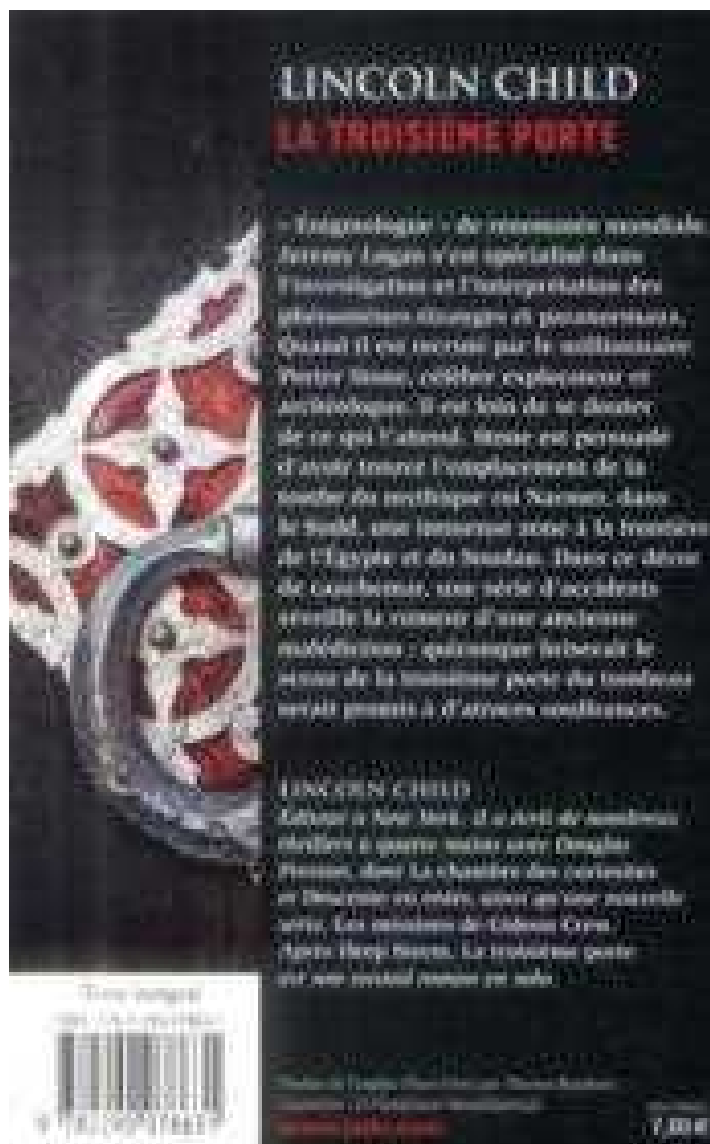 LINCOLN CHILD
LA TROISIÈME PORTE
« Énigmologue » de renommée mondiale,
Jeremy Logan s'est spécialisé dans
l'investigation et l'interprétation des
phénomènes étranges et paranormaux.
Quand il est recruté par le millionnaire
Porter Stone, célèbre explorateur et
archéologue, il est loin de se douter
de ce qui l'attend. Stone est persuadé
d'avoir trouvé l'emplacement de la
tombe du mythique roi Narmer, dans
le Sudd, une immense zone à la frontière
de l'Égypte et du Soudan. Dans ce décor
de cauchemar, une série d'accidents
réveille la rumeur d'une ancienne
malédiction : quiconque briserait le
sceau de la troisième porte du tombeau
serait promis à d'atroces souffrances.
LINCOLN CHILD
Éditeur à New York, il a écrit de nombreux
thrillers à quatre mains avec Douglas
Preston, dont La chambre des curiosités
et Descente en enfer, ainsi qu'une nouvelle
série, Les missions de Gideon Crew.
Après Deep Storm, La troisième porte
est son second roman en solo.
Texte intégral